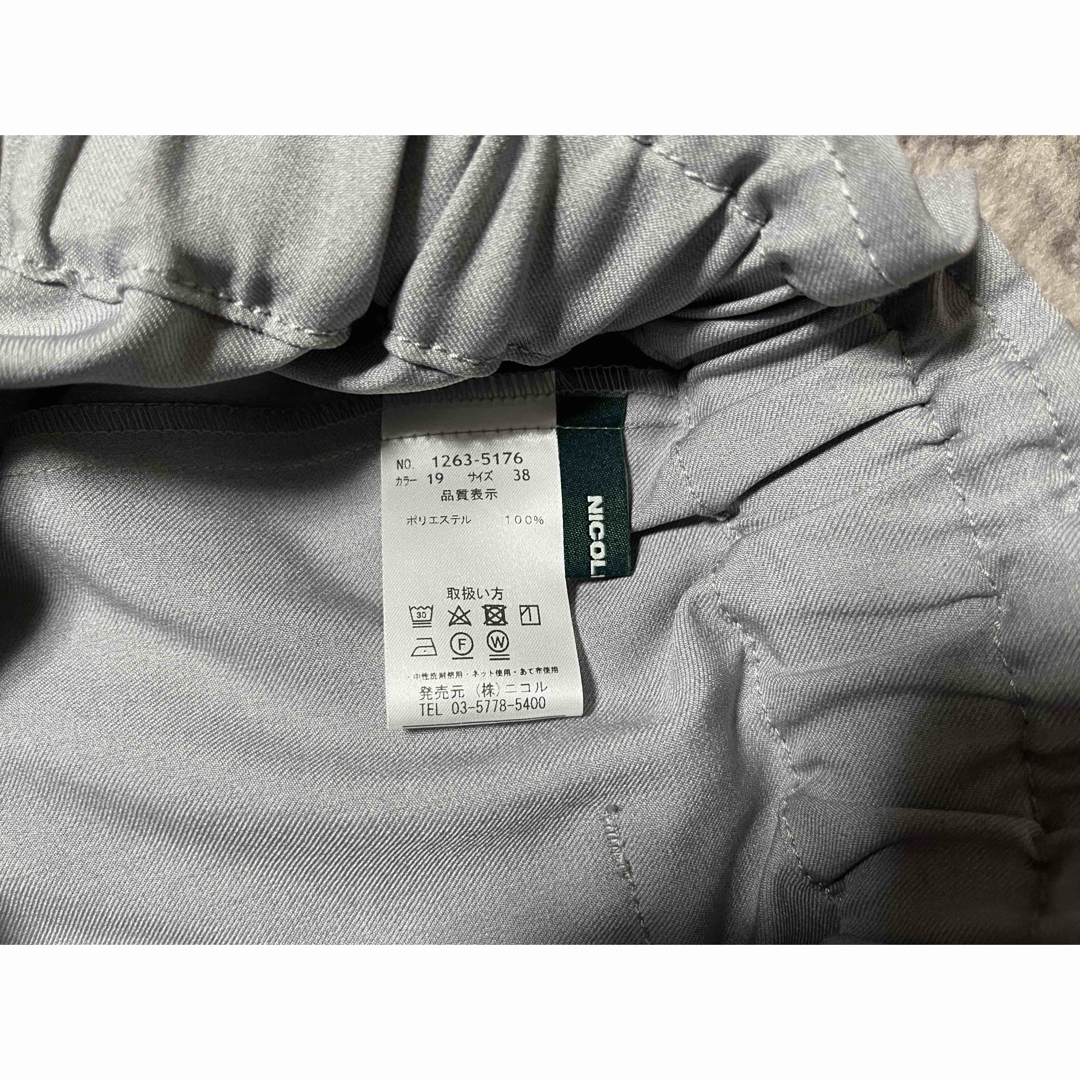 NO. 1263-5176
カラー 19 サイズ 38
品質表示
ポリエステル 100%
取扱い方
30
F W
・中性洗剤使用・ネット使用・あて布使用
発売元 (株)ニコル
TEL 03-5778-5400
NICOL